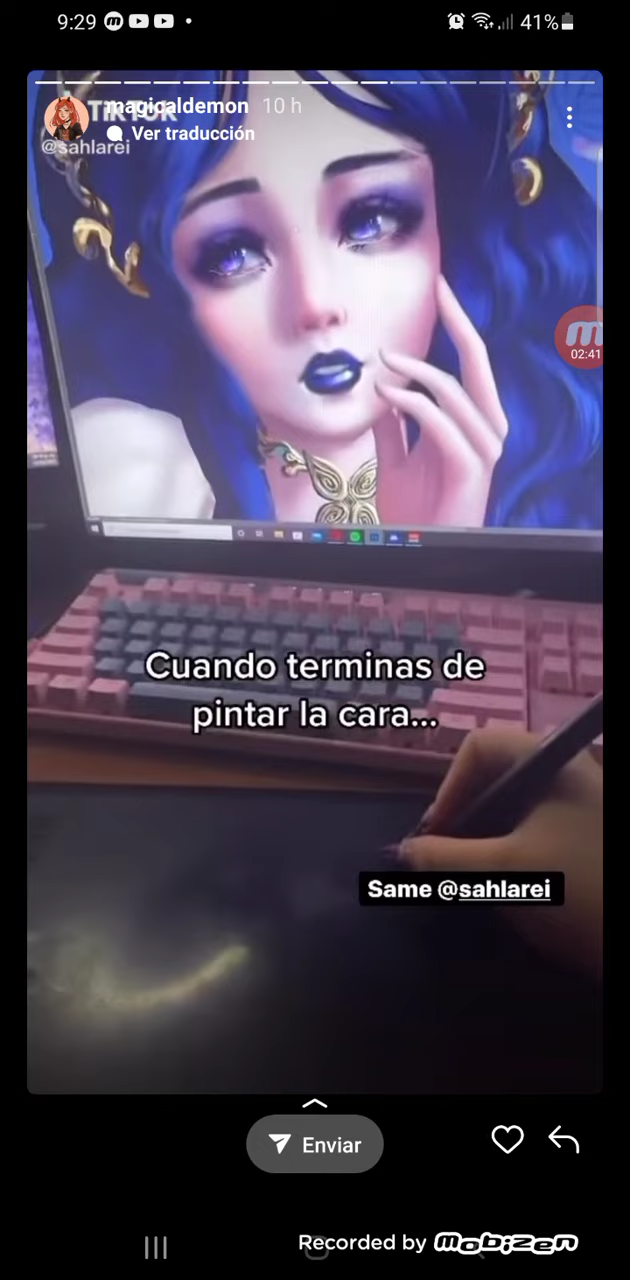 9:29
41%
TIKTOK
magicaldemon 10 h
Ver traducción
@sahlarei
02:41
Cuando terminas de
pintar la cara...
Same @sahlarei
Enviar
Recorded by mobizen